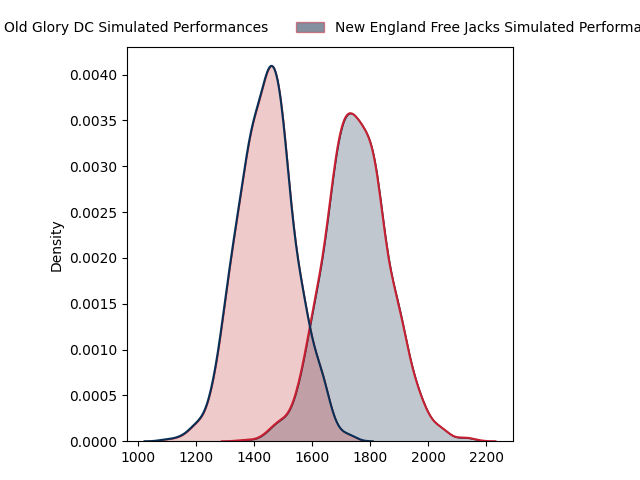 Old Glory DC Simulated Performances
New England Free Jacks Simulated Performa
0.0040
0.0035
0.0030
0.0025
0.0020
0.0015
0.0010
0.0005
0.0000
Density
1000 1200 1400 1600 1800 2000 2200